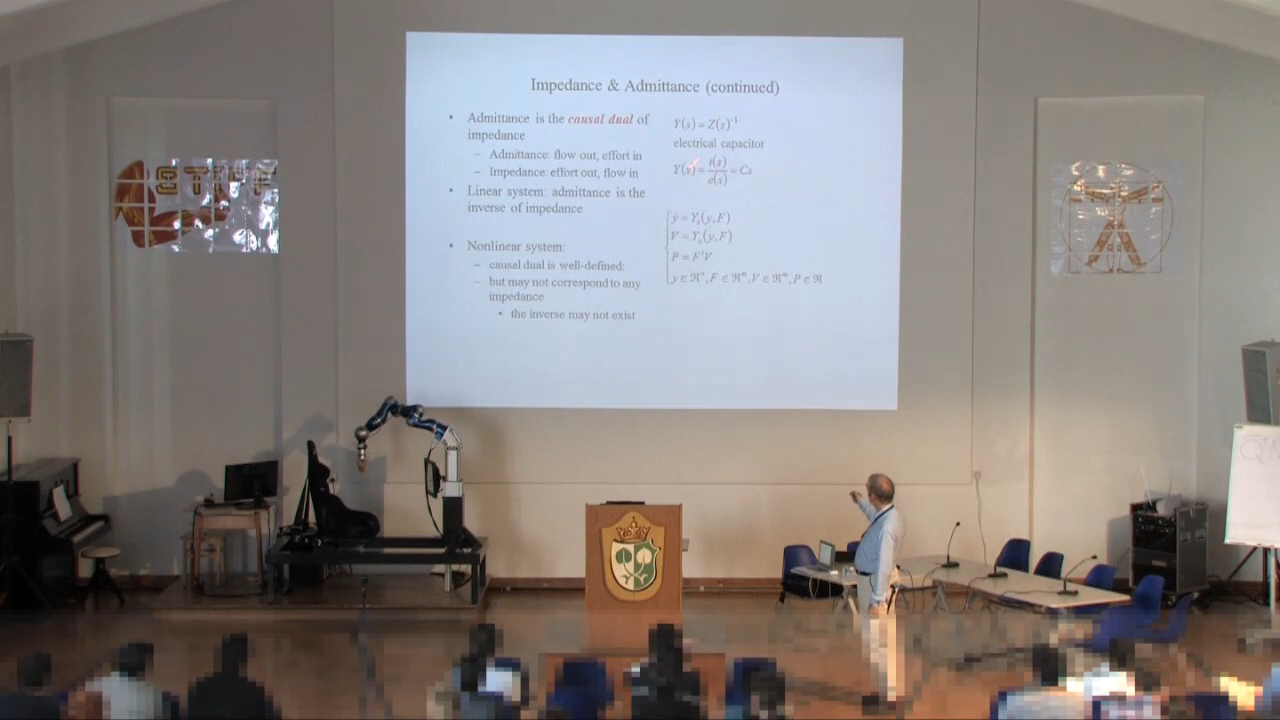 Impedance & Admittance (continued)
• Admittance is the causal dual of
impedance
– Admittance: flow out, effort in
– Impedance: effort out, flow in
• Linear system: admittance is the
inverse of impedance
• Nonlinear system:
– causal dual is well-defined:
– but may not correspond to any
impedance
• the inverse may not exist
Y(s) = Z(s)⁻¹
electrical capacitor
Y(s) = i(s)/e(s) = Cs
V = Yₒ(y,F)
P = FᵗV
y ∈ ℜⁿ, F ∈ ℜᵐ, V ∈ ℜᵐ, P ∈ ℜ
STIFF